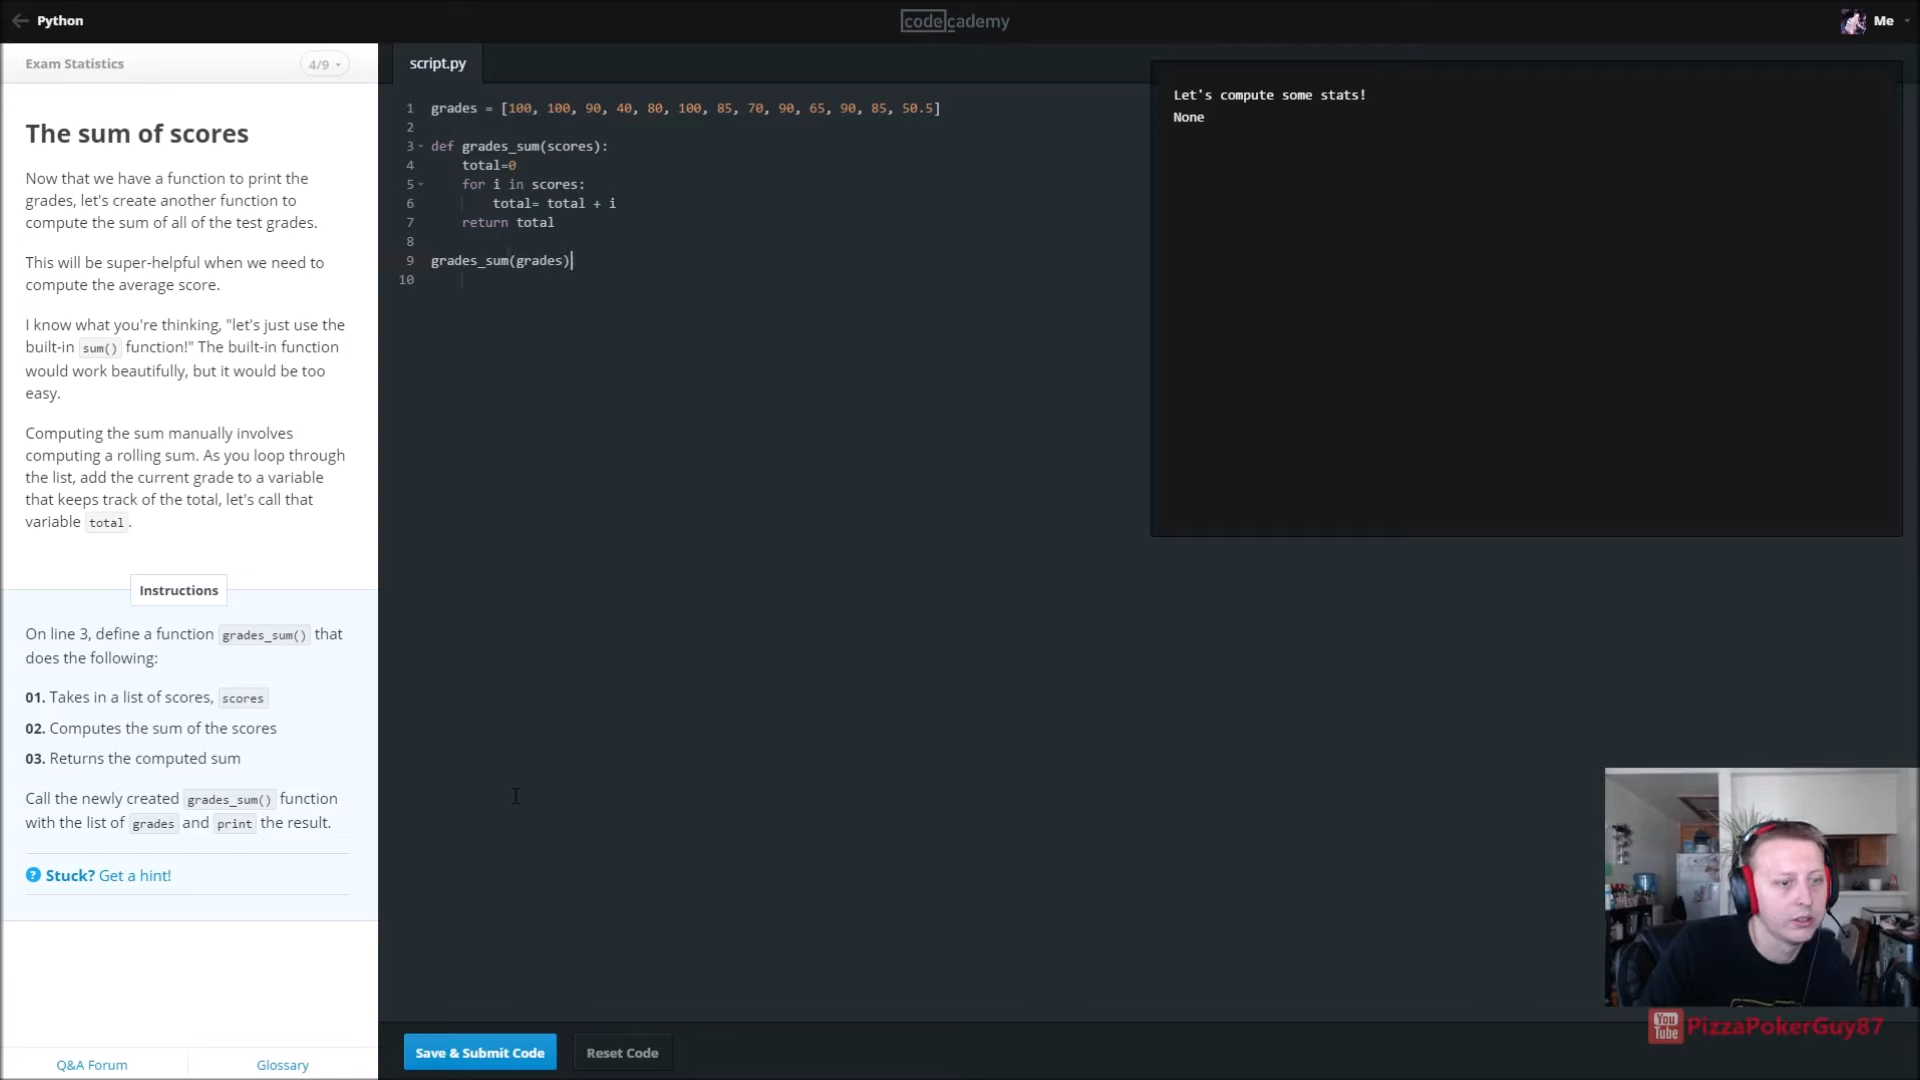 Python
codecademy
Me
Exam Statistics
4/9
script.py
The sum of scores
Now that we have a function to print the
grades, let's create another function to
compute the sum of all of the test grades.
This will be super-helpful when we need to
compute the average score.
I know what you're thinking, "let's just use the
built-in sum() function!" The built-in function
would work beautifully, but it would be too
easy.
Computing the sum manually involves
computing a rolling sum. As you loop through
the list, add the current grade to a variable
that keeps track of the total, let's call that
variable total.
Instructions
On line 3, define a function grades_sum() that
does the following:
01. Takes in a list of scores, scores
02. Computes the sum of the scores
03. Returns the computed sum
Call the newly created grades_sum() function
with the list of grades and print the result.
? Stuck? Get a hint!
Q&A Forum
Glossary
1 grades = [100, 100, 90, 40, 80, 100, 85, 70, 90, 65, 90, 85, 50.5]
2
3 def grades_sum(scores):
4 total=0
5 for i in scores:
6 total= total + i
7 return total
8
9 grades_sum(grades)
10
Let's compute some stats!
None
Save & Submit Code
Reset Code
You Tube PizzaPokerGuy87